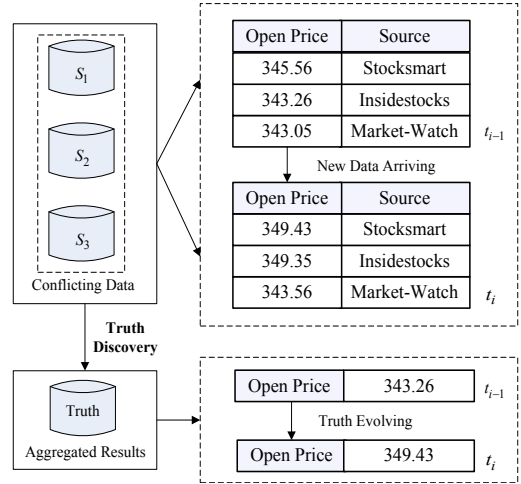 S1
S2
S3
Conflicting Data
Open Price Source
345.56 Stocksmart
343.26 Insidestocks
343.05 Market-Watch
ti−1
New Data Arriving
Open Price Source
349.43 Stocksmart
349.35 Insidestocks
343.56 Market-Watch
ti
Truth
Discovery
Truth
Aggregated Results
Open Price 343.26
ti−1
Truth Evolving
Open Price 349.43
ti